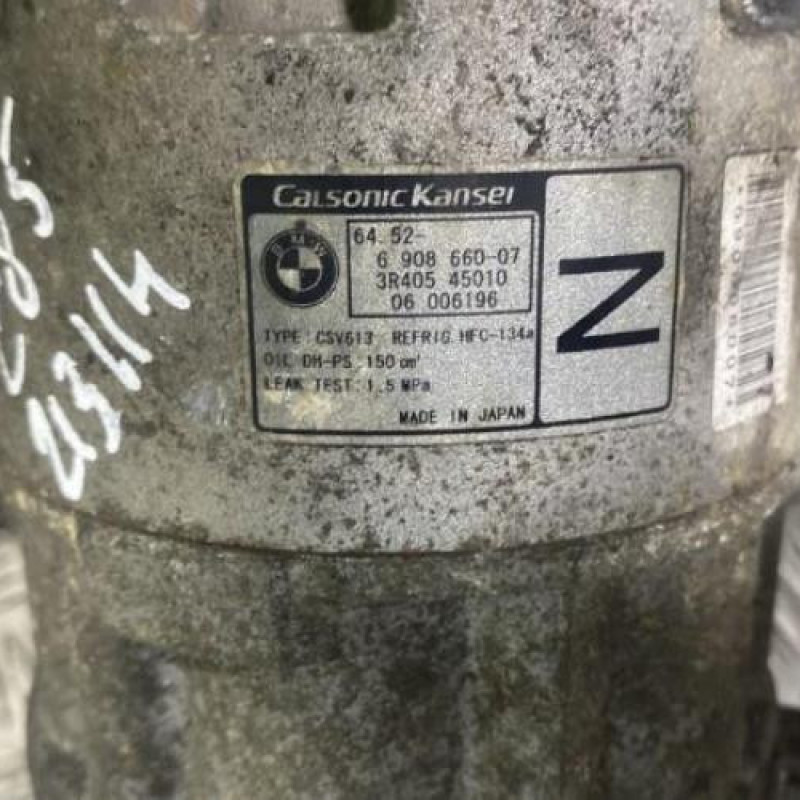 Calsonic Kansei
BMW
64.52-
6 908 660-07
3R405 45010
06 006196
TYPE: CSV613 REFRIG HFC-134a
OIL DH-PS 150 cm³
LEAK TEST: 1.5 MPa
MADE IN JAPAN
N